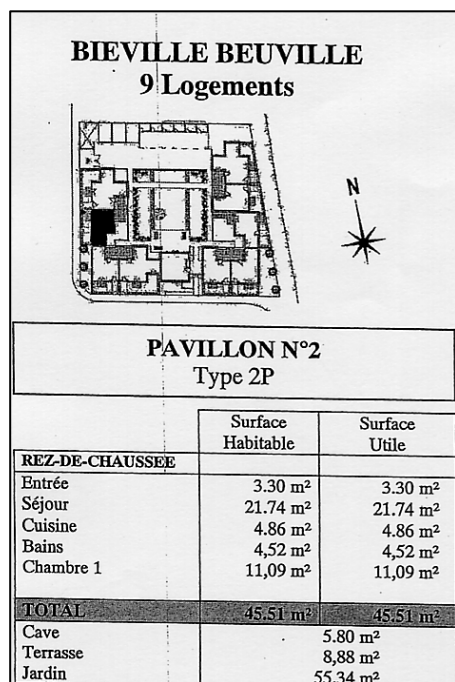 BIEVILLE BEUVILLE
9 Logements
N
PAVILLON N°2
Type 2P
Surface Habitable Surface Utile
REZ-DE-CHAUSSEE
Entrée 3.30 m² 3.30 m²
Séjour 21.74 m² 21.74 m²
Cuisine 4.86 m² 4.86 m²
Bains 4,52 m² 4,52 m²
Chambre 1 11,09 m² 11,09 m²
TOTAL 45.51 m² 45.51 m²
Cave 5.80 m²
Terrasse 8,88 m²
Jardin 55.34 m²